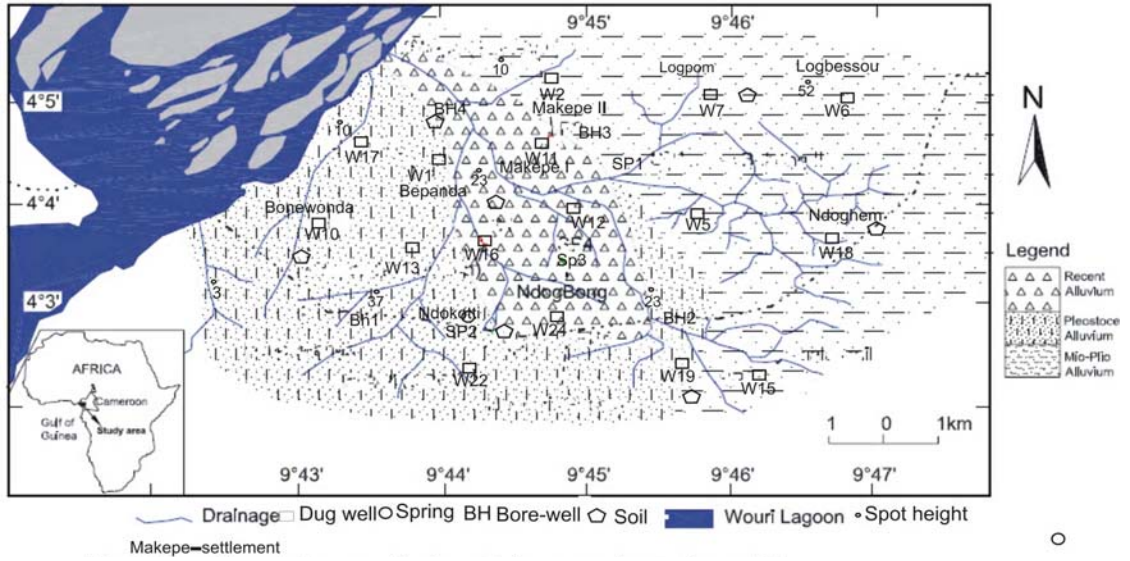 9°45' 9°46'
10 Logpom Logbessou
W2 52
4°5' BH4 Makepe II W7 W6 N
10 BH3
W17 W11 SP1
W1 23 Makepe I
4°4' Bepanda
Bonewonda W12 Ndoghem
W10 W16 4 W5 W18
W13 Sp3 Legend
4°3' 3 37 NdogBong 23 Recent
Alluvium
Bh1 Ndokoti I BH2 Pleostoce
SP2 W24 Alluvium
AFRICA W22 W19 W15 Mio-Plio
Alluvium
Cameroon
Gulf of
Guinea Study area 1 0 1km
9°43' 9°44' 9°45' 9°46' 9°47'
Drainage Dug well Spring BH Bore-well Soil Wouri Lagoon Spot height
Makepe settlement